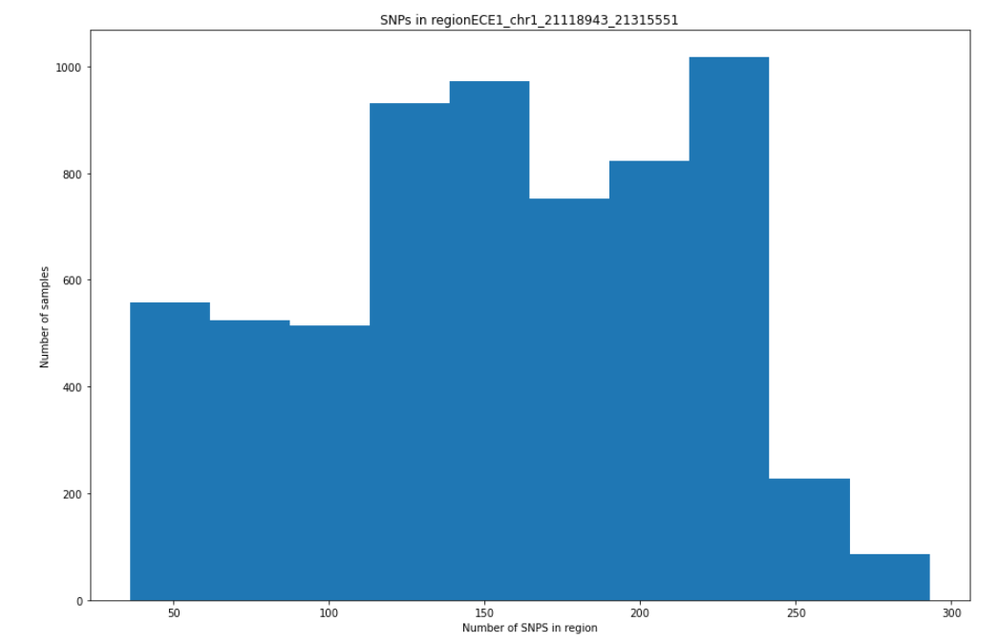 SNPs in regionECE1_chr1_21118943_21315551
1000
800
600
400
200
0
Number of samples
50 100 150 200 250 300
Number of SNPS in region